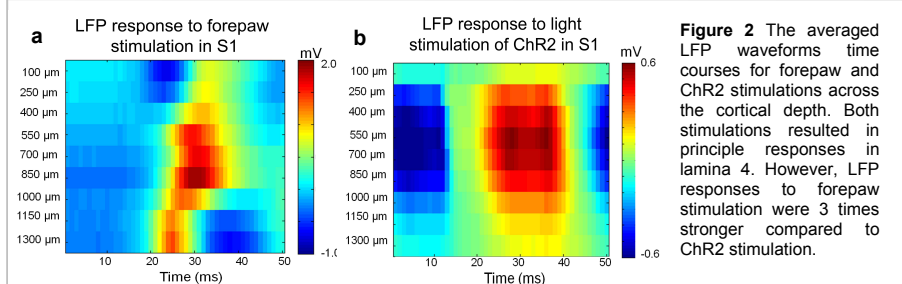 a
LFP response to forepaw
stimulation in S1
mV
2.0
100 µm
250 µm
400 µm
550 µm
700 µm
850 µm
1000 µm
1150 µm
1300 µm
-1.0
0
10
20
30
40
50
Time (ms)
b
LFP response to light
stimulation of ChR2 in S1
mV
0.6
100 µm
250 µm
400 µm
550 µm
700 µm
850 µm
1000 µm
1150 µm
1300 µm
-0.6
0
10
20
30
40
50
Time (ms)
Figure 2 The averaged
LFP waveforms time
courses for forepaw and
ChR2 stimulations across
the cortical depth. Both
stimulations resulted in
principle responses in
lamina 4. However, LFP
responses to forepaw
stimulation were 3 times
stronger compared to
ChR2 stimulation.